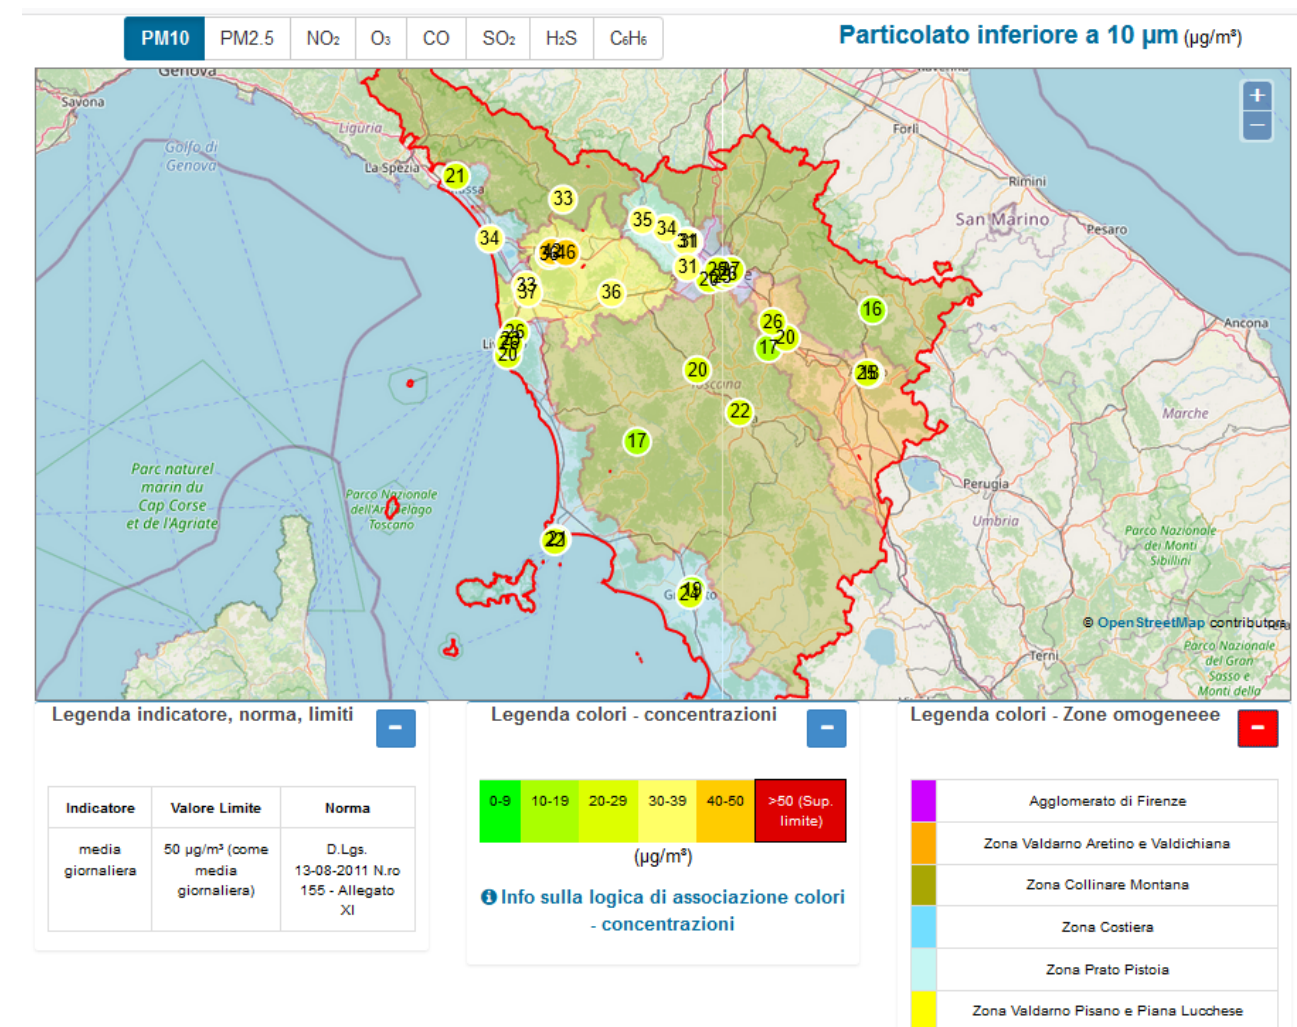 PM10 PM2.5 NO₂ O₃ CO SO₂ H₂S C₆H₆
Particolato inferiore a 10 µm (µg/m³)
Genova
Savona
Liguria
Golfo di
Genova
La Spezia
Forlì
Rimini
San Marino
Pesaro
Ancona
Marche
Perugia
Umbria
Toscana
Parco Nazionale
dei Monti
Sibillini
Parc naturel
marin du
Cap Corse
et de l'Agriate
Parco Nazionale
dell'Arcipelago
Toscano
Terni
Parco Nazionale
del Gran
Sasso e
Monti della
21
33
34
35
34
31
31
46
36
33
37
26
20
16
26
20
17
20
22
17
21
24
+
−
© OpenStreetMap contributors
Legenda indicatore, norma, limiti
−
Indicatore Valore Limite Norma
media 50 µg/m³ (come D.Lgs.
giornaliera media 13-08-2011 N.ro
giornaliera) 155 - Allegato
XI
Legenda colori - concentrazioni
−
0-9 10-19 20-29 30-39 40-50 >50 (Sup.
limite)
(µg/m³)
Info sulla logica di associazione colori
- concentrazioni
Legenda colori - Zone omogeneee
−
Agglomerato di Firenze
Zona Valdarno Aretino e Valdichiana
Zona Collinare Montana
Zona Costiera
Zona Prato Pistoia
Zona Valdarno Pisano e Piana Lucchese